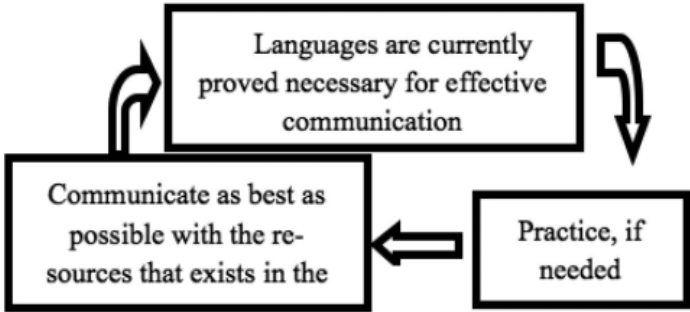 Languages are currently
proved necessary for effective
communication
Practice, if
needed
Communicate as best as
possible with the re-
sources that exists in the